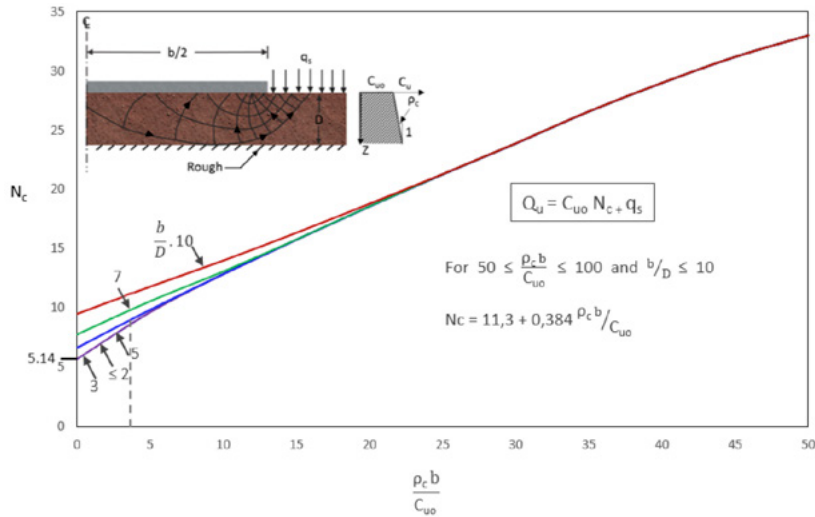 35
30
25
20
15
10
5
0
5.14
N_c
0
5
10
15
20
25
30
35
40
45
50
ρ_c b
C_uo
℄
b/2
q_s
D
Rough
C_uo
C_u
ρ_c
1
Z
b/D . 10
7
5
≤ 2
3
Q_u = C_uo N_c + q_s
For 50 ≤ ρ_c b / C_uo ≤ 100 and b/D ≤ 10
Nc = 11,3 + 0,384 ρ_c b/C_uo